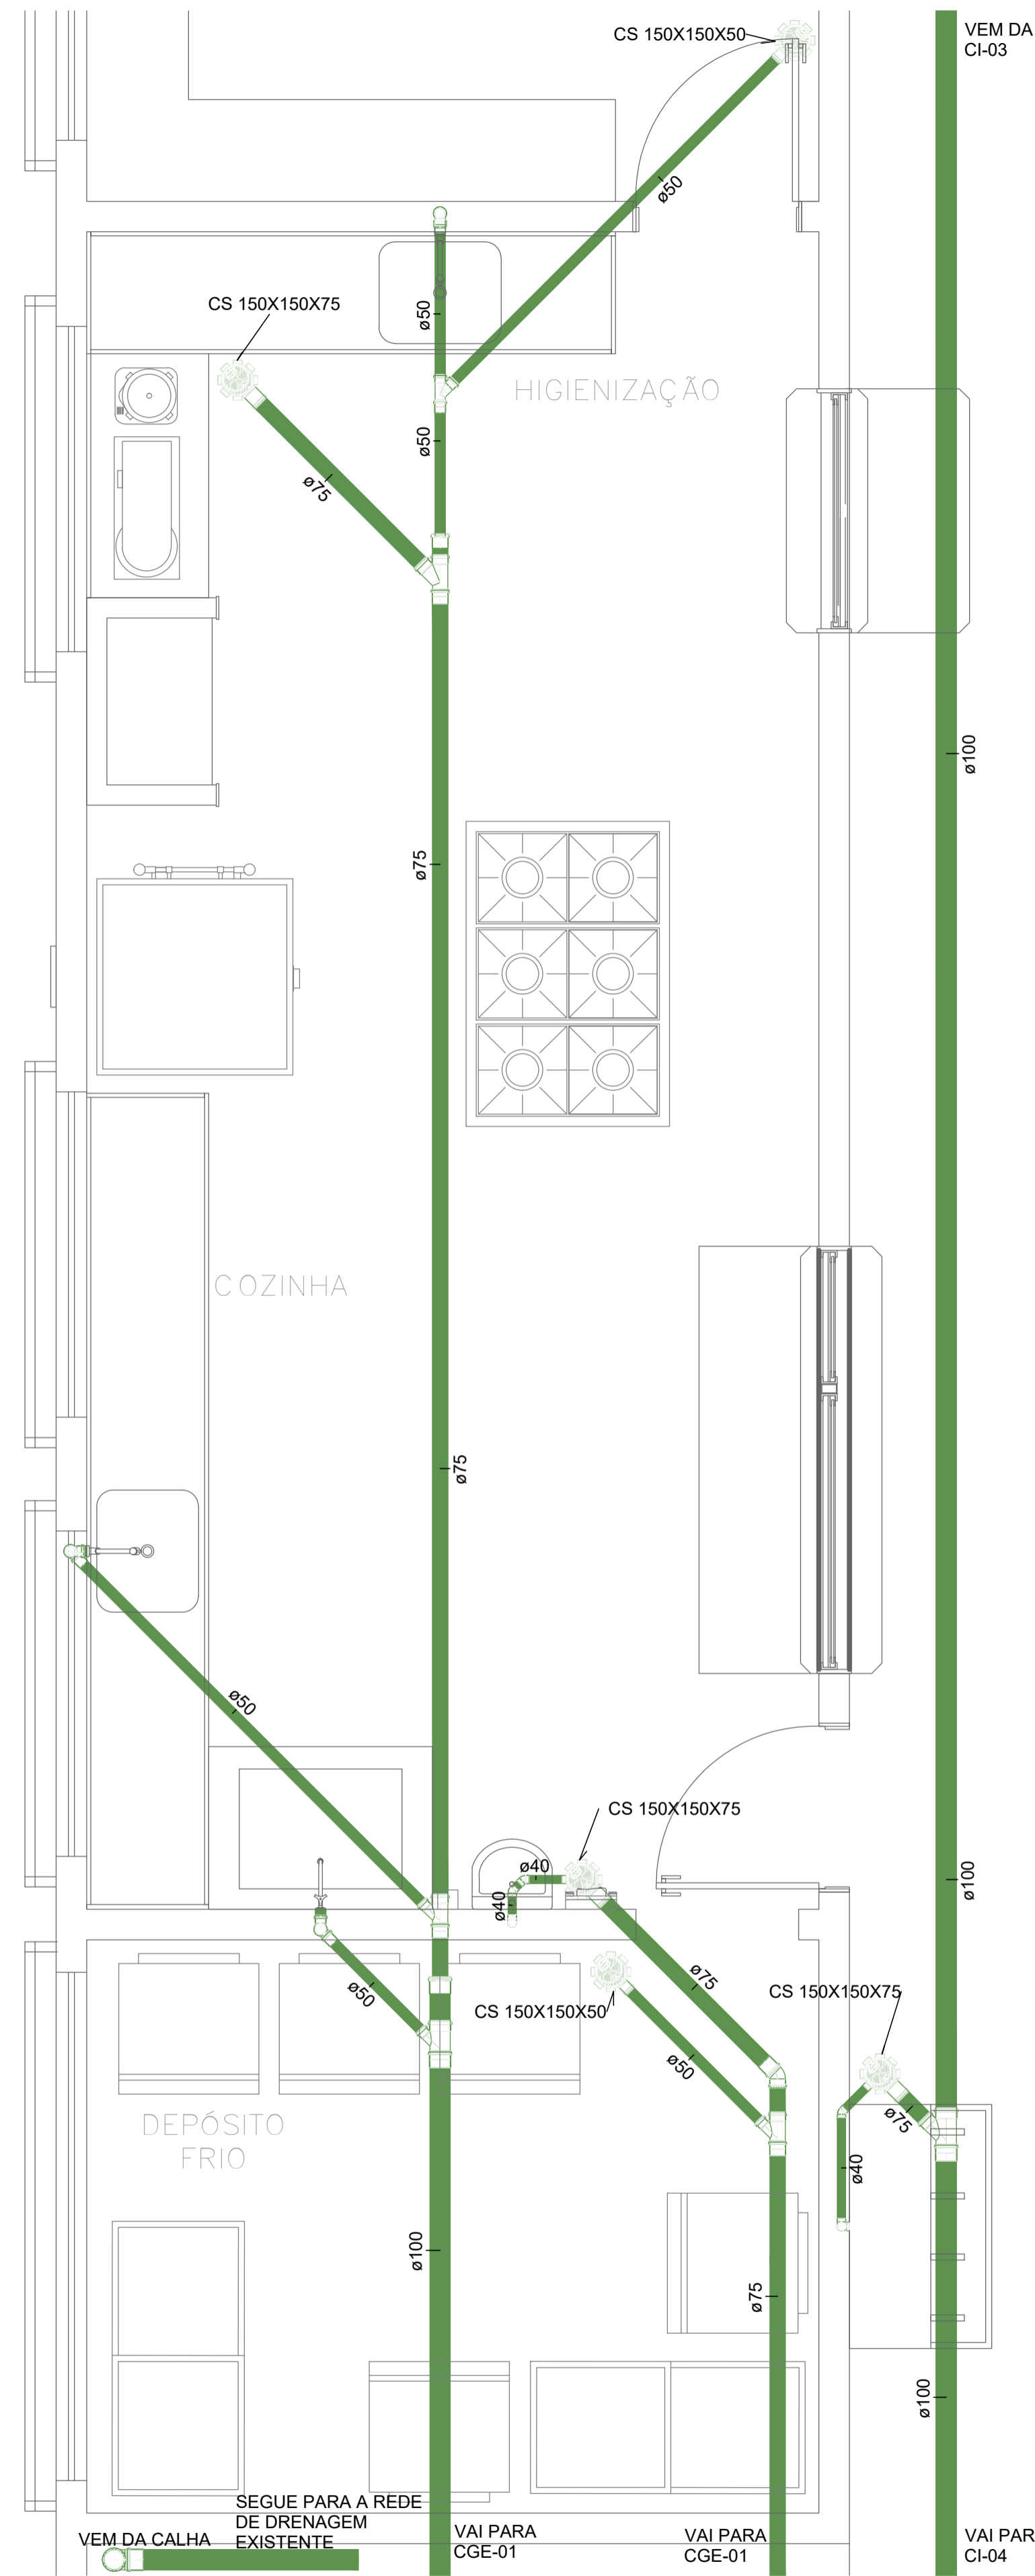 CS 150X150X50
VEM DA
CI-03
ø50
CS 150X150X75
ø50
HIGIENIZAÇÃO
ø50
ø75
ø100
ø75
COZINHA
ø75
ø50
CS 150X150X75
ø40
ø40
ø100
ø75
ø50
CS 150X150X50
CS 150X150X75
ø50
ø75
DEPÓSITO
FRIO
ø40
ø100
ø75
ø100
SEGUE PARA A REDE
DE DRENAGEM
EXISTENTE
VEM DA CALHA
VAI PARA
CGE-01
VAI PARA
CGE-01
VAI PAR
CI-04